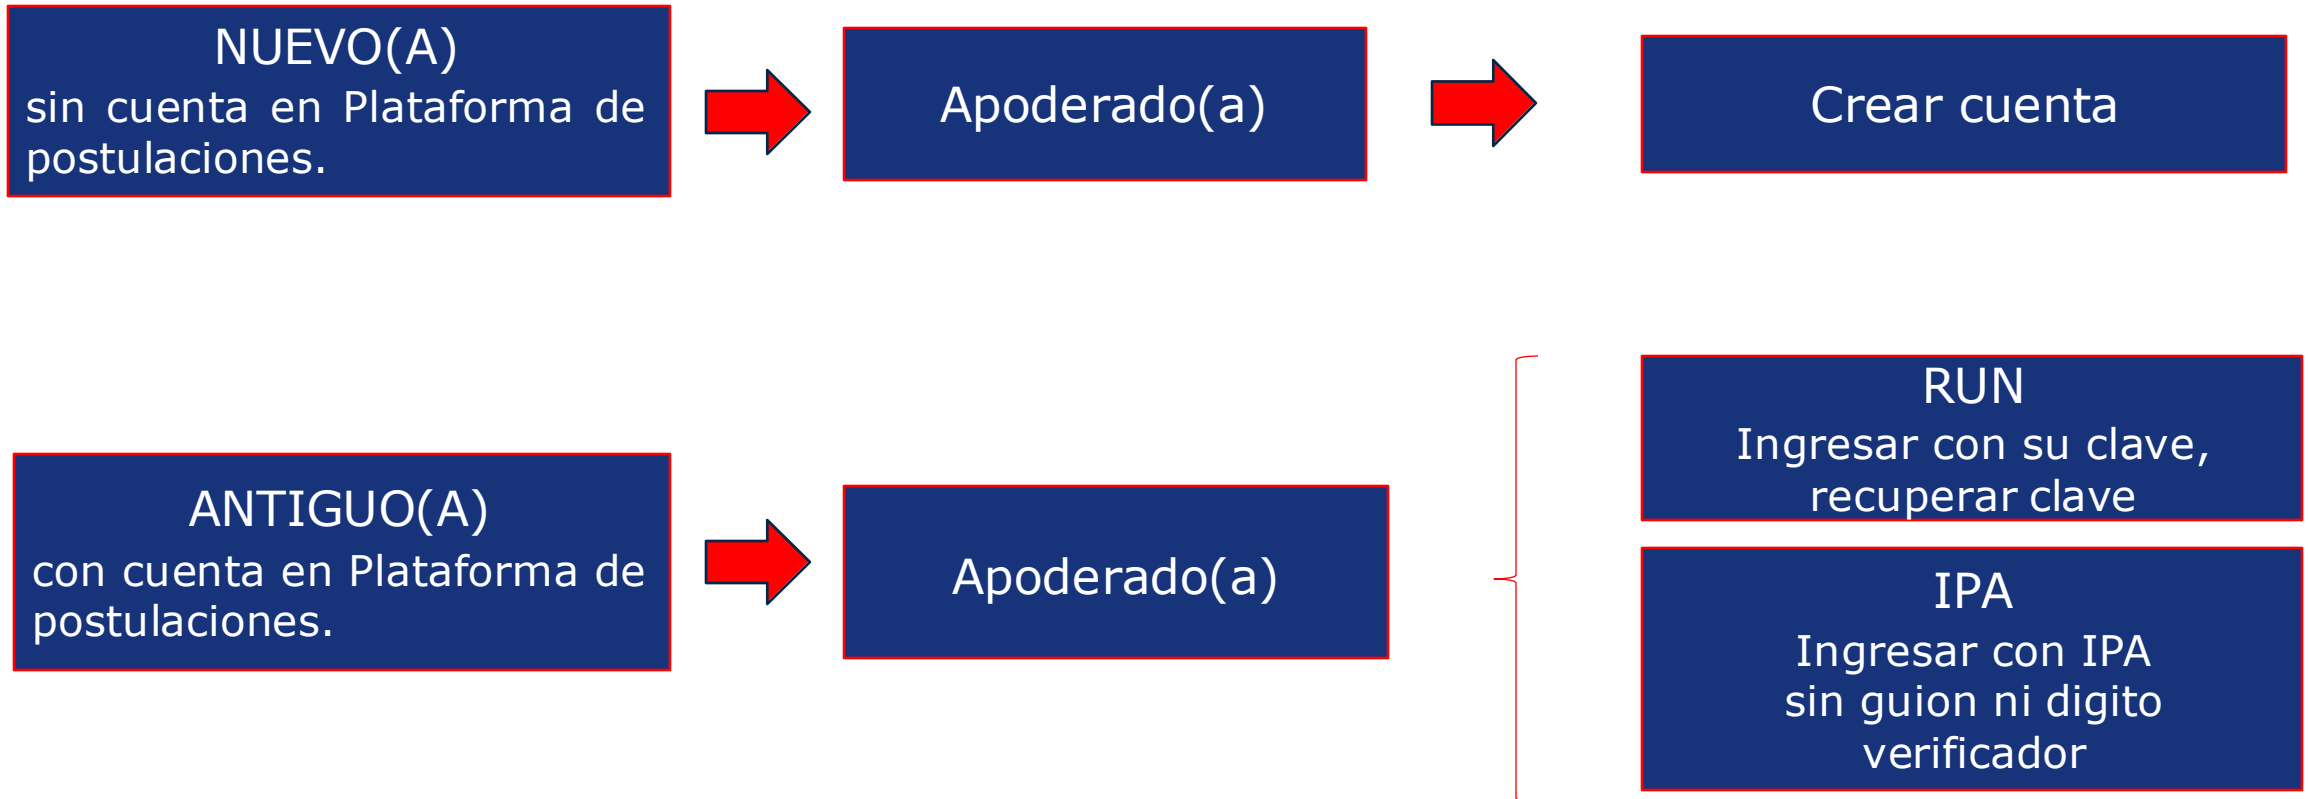 NUEVO(A)
sin cuenta en Plataforma de
postulaciones.
Apoderado(a)
Crear cuenta
ANTIGUO(A)
con cuenta en Plataforma de
postulaciones.
Apoderado(a)
RUN
Ingresar con su clave,
recuperar clave
IPA
Ingresar con IPA
sin guion ni digito
verificador